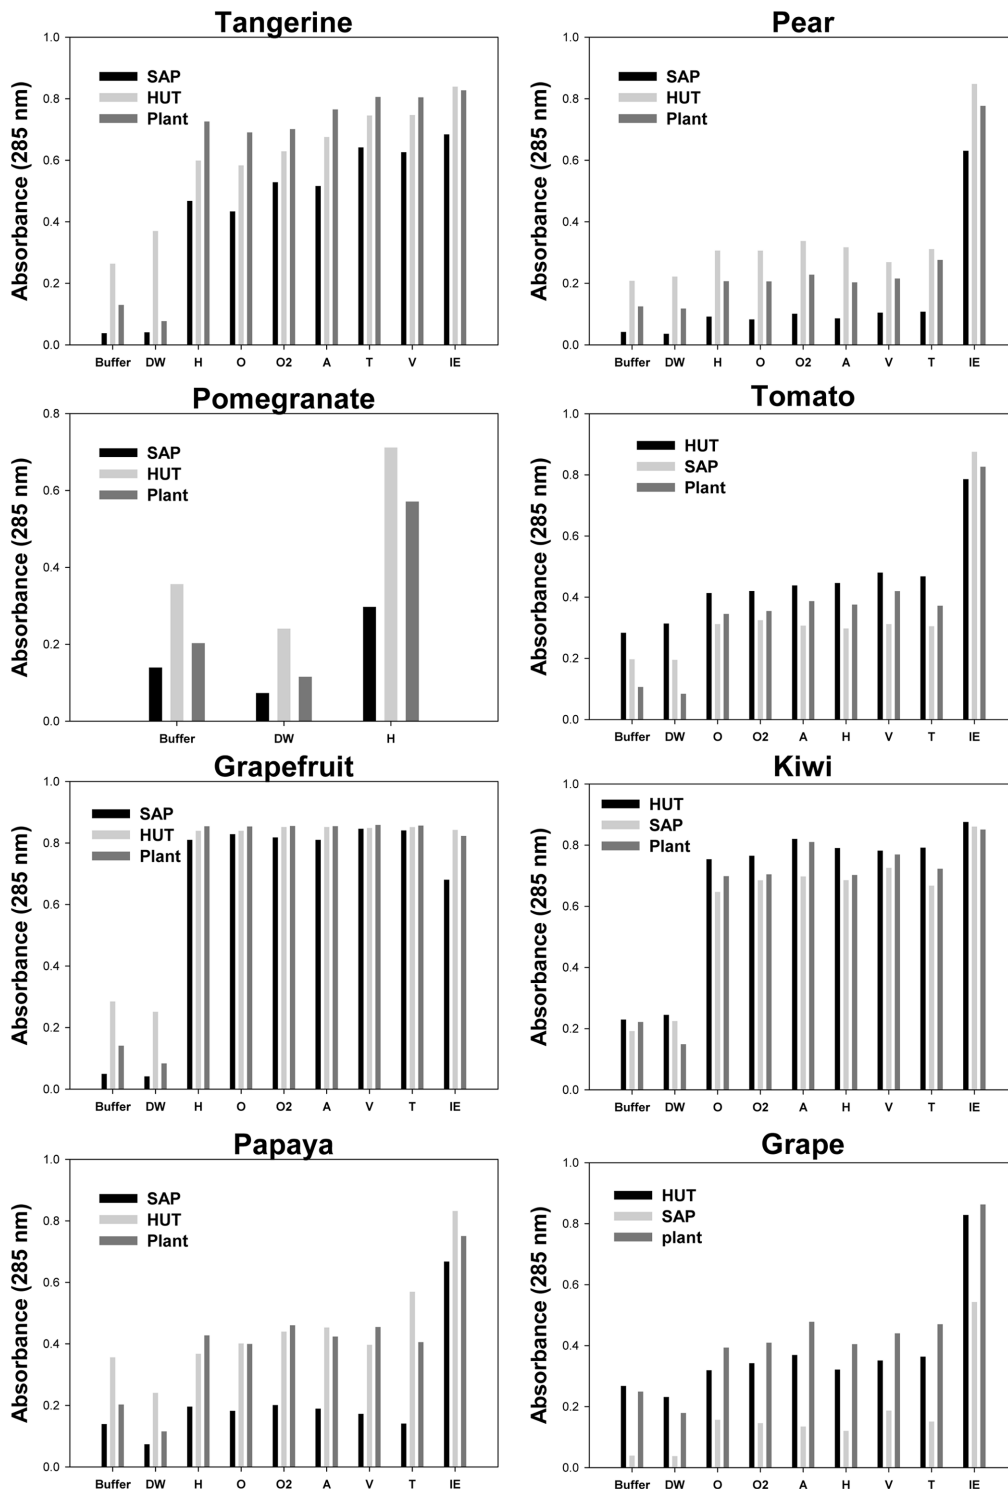 Tangerine
Absorbance (285 nm)
1.0
0.8
0.6
0.4
0.2
0.0
SAP
HUT
Plant
Buffer DW H O O2 A T V IE
Pear
Absorbance (285 nm)
1.0
0.8
0.6
0.4
0.2
0.0
SAP
HUT
Plant
Buffer DW H O O2 A V T IE
Pomegranate
Absorbance (285 nm)
0.8
0.6
0.4
0.2
0.0
SAP
HUT
Plant
Buffer DW H
Tomato
Absorbance (285 nm)
1.0
0.8
0.6
0.4
0.2
0.0
HUT
SAP
Plant
Buffer DW O O2 A H V T IE
Grapefruit
Absorbance (285 nm)
1.0
0.8
0.6
0.4
0.2
0.0
SAP
HUT
Plant
Buffer DW H O O2 A V T IE
Kiwi
Absorbance (285 nm)
1.0
0.8
0.6
0.4
0.2
0.0
HUT
SAP
Plant
Buffer DW O O2 A H V T IE
Papaya
Absorbance (285 nm)
1.0
0.8
0.6
0.4
0.2
0.0
SAP
HUT
Plant
Buffer DW H O O2 A V T IE
Grape
Absorbance (285 nm)
1.0
0.8
0.6
0.4
0.2
0.0
HUT
SAP
plant
Buffer DW O O2 A H V T IE